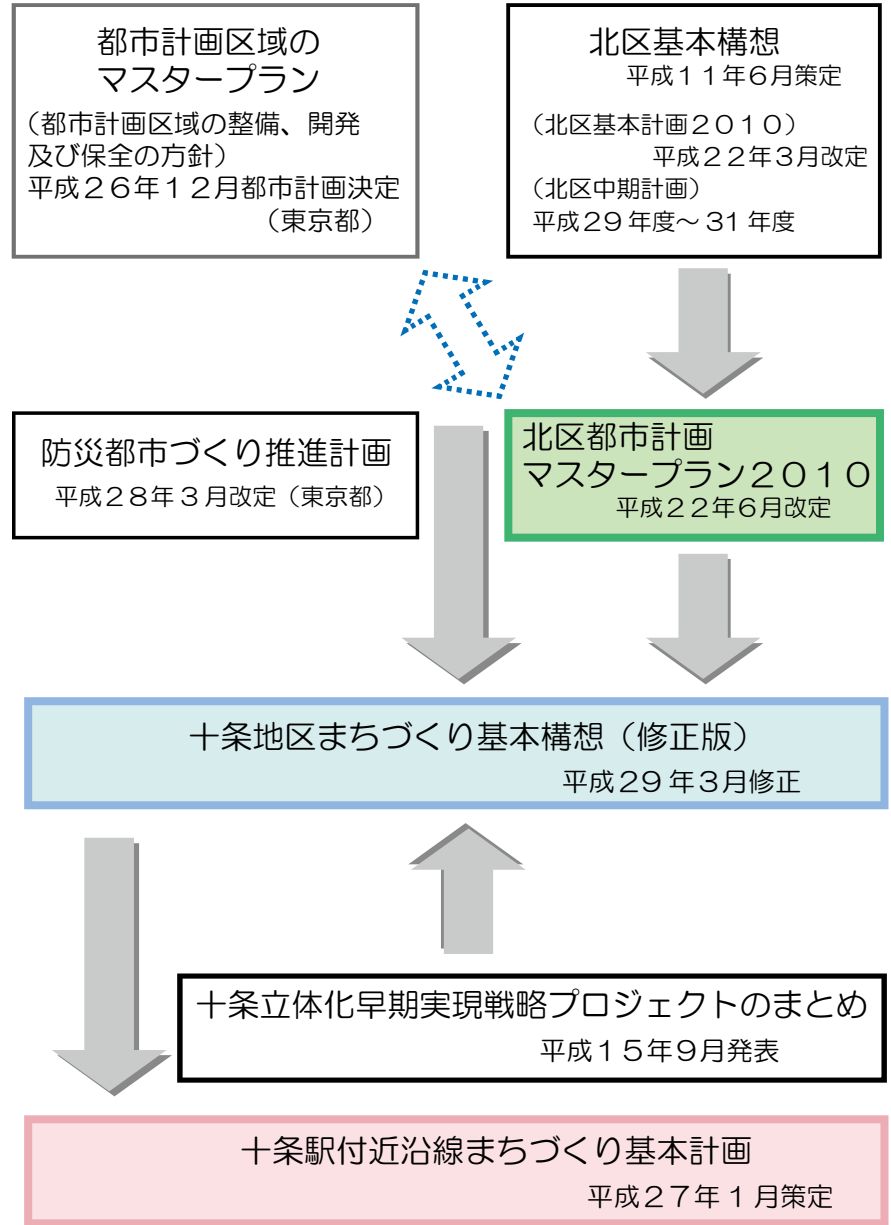 都市計画区域の
マスタープラン
（都市計画区域の整備、開発
及び保全の方針）
平成２６年１２月都市計画決定
（東京都）
北区基本構想
平成１１年６月策定
（北区基本計画２０１０）
平成２２年３月改定
（北区中期計画）
平成29年度～31年度
防災都市づくり推進計画
平成２８年３月改定（東京都）
北区都市計画
マスタープラン２０１０
平成２２年６月改定
十条地区まちづくり基本構想（修正版）
平成29年３月修正
十条立体化早期実現戦略プロジェクトのまとめ
平成１５年９月発表
十条駅付近沿線まちづくり基本計画
平成２７年１月策定